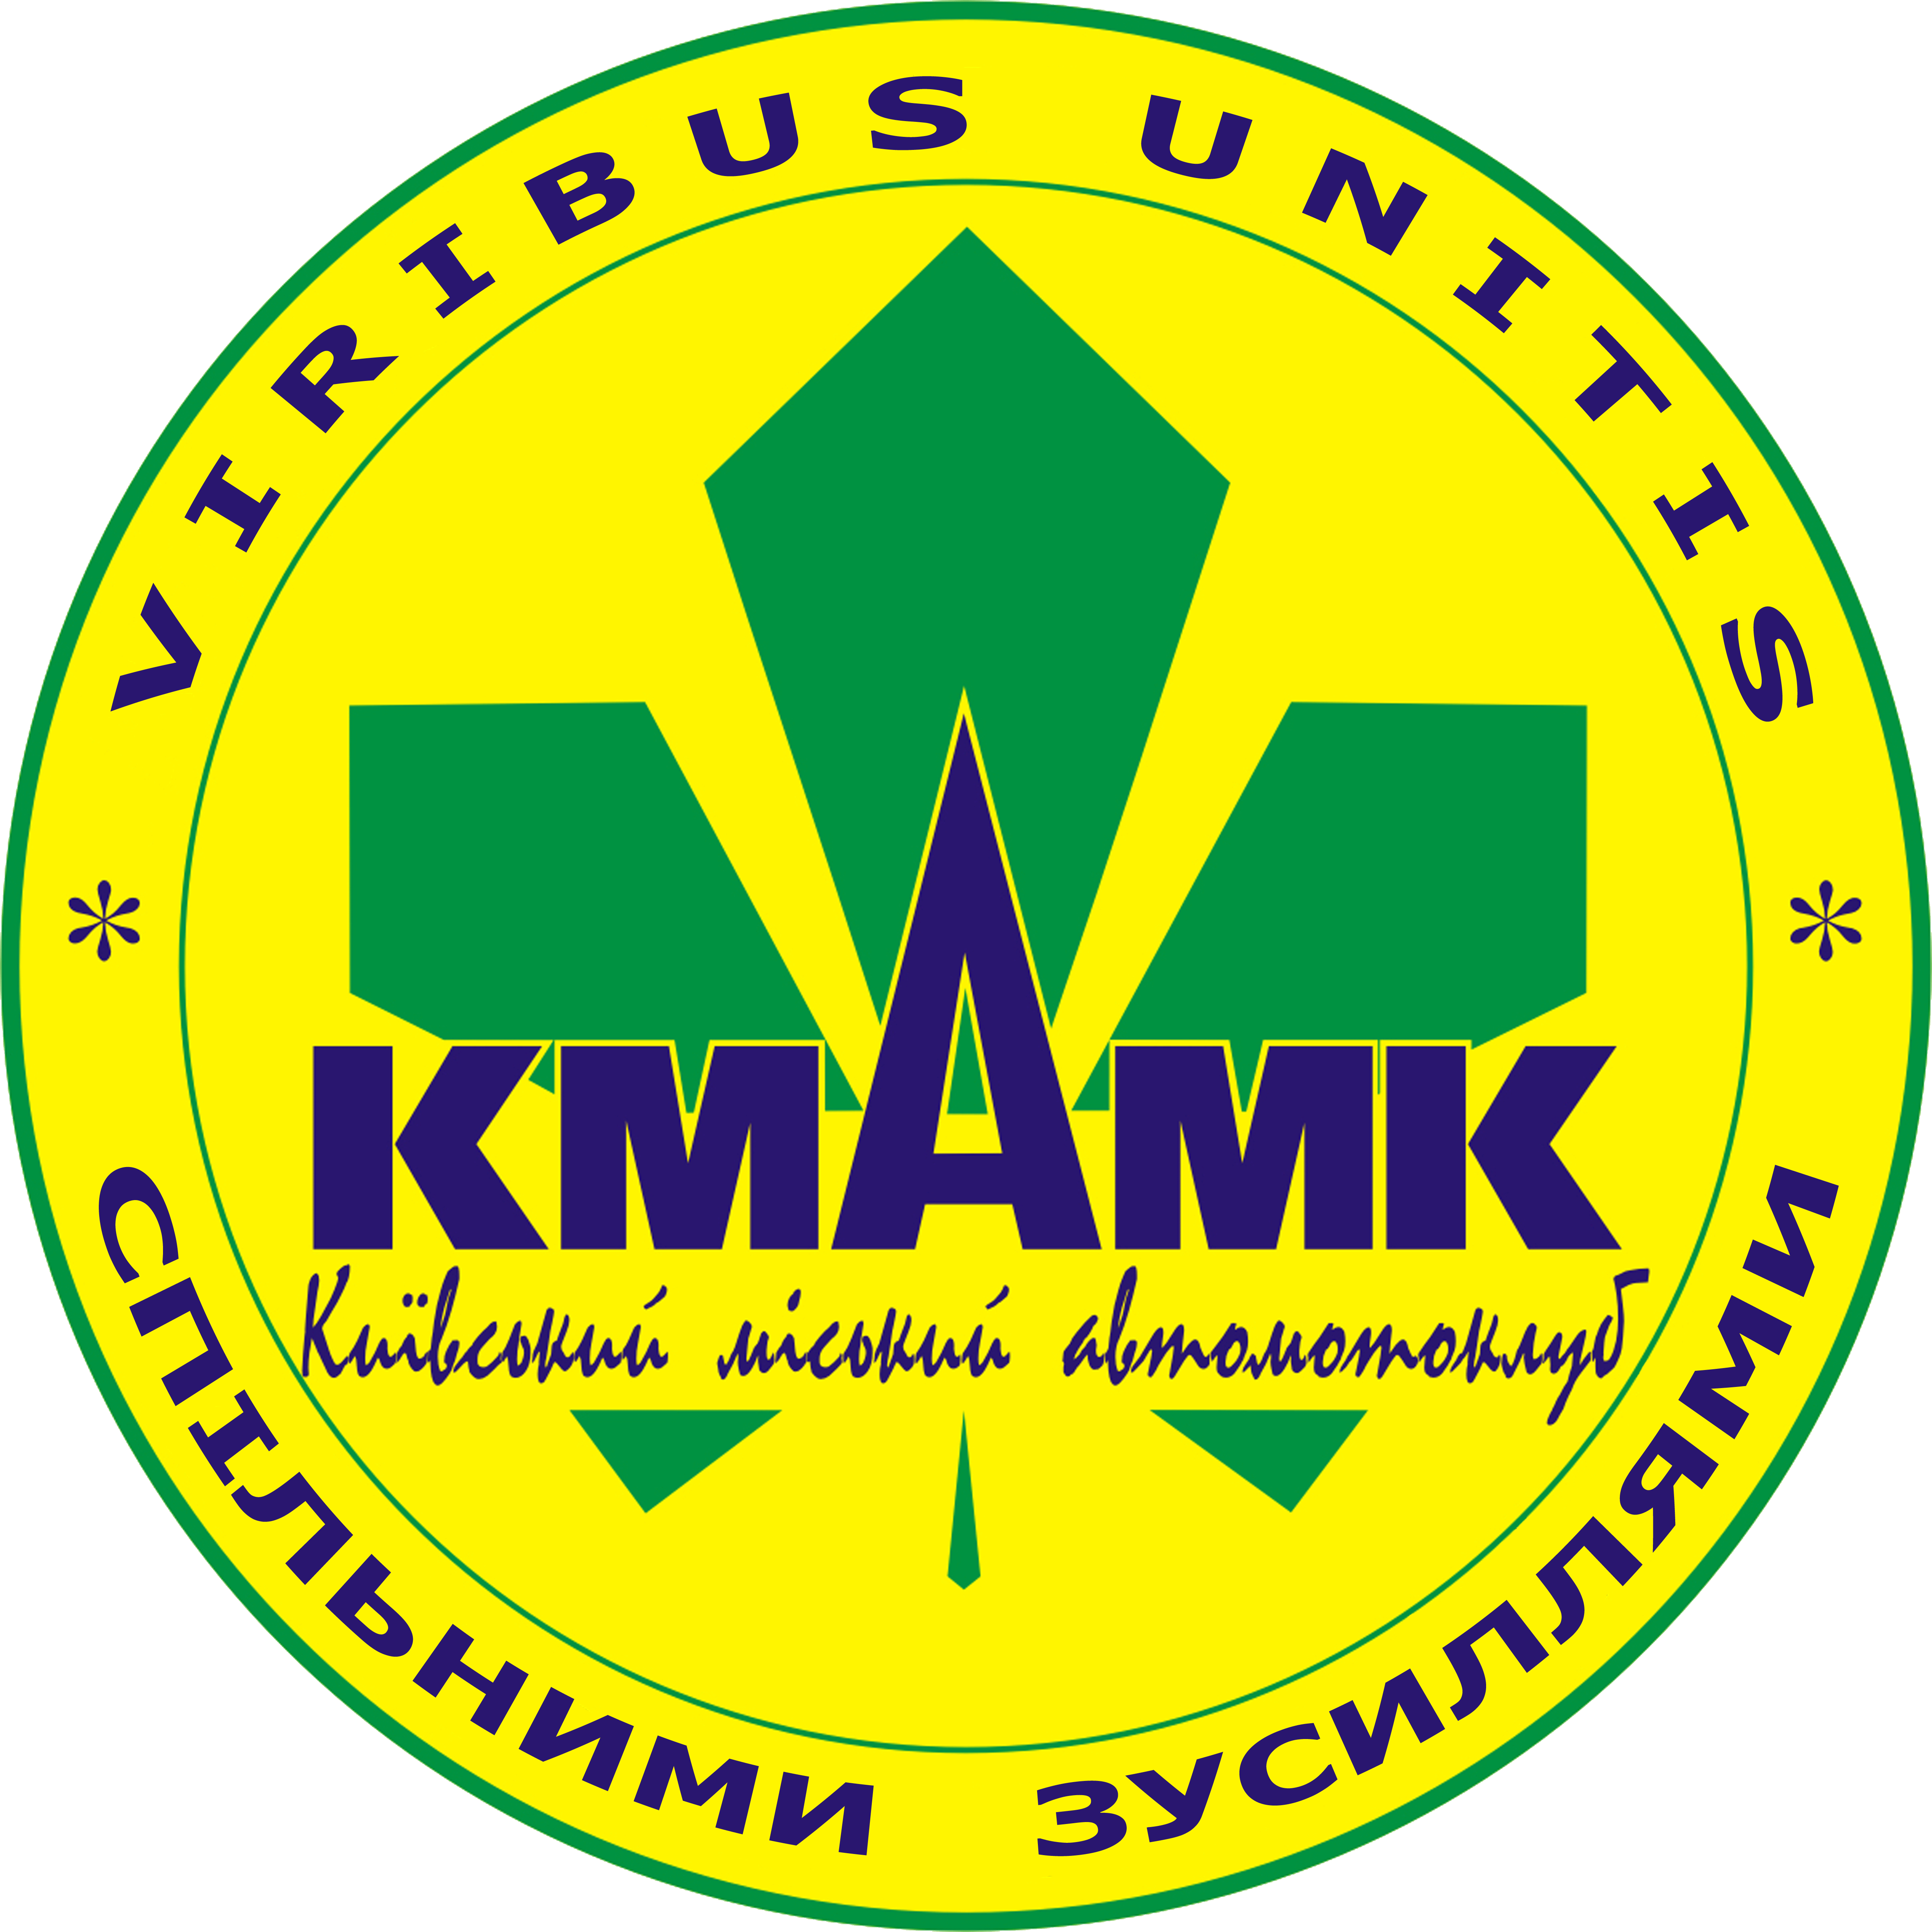 VIRIBUS UNITIS
КМАМК
Київський міський автомотоклуб
* СПІЛЬНИМИ ЗУСИЛЛЯМИ *